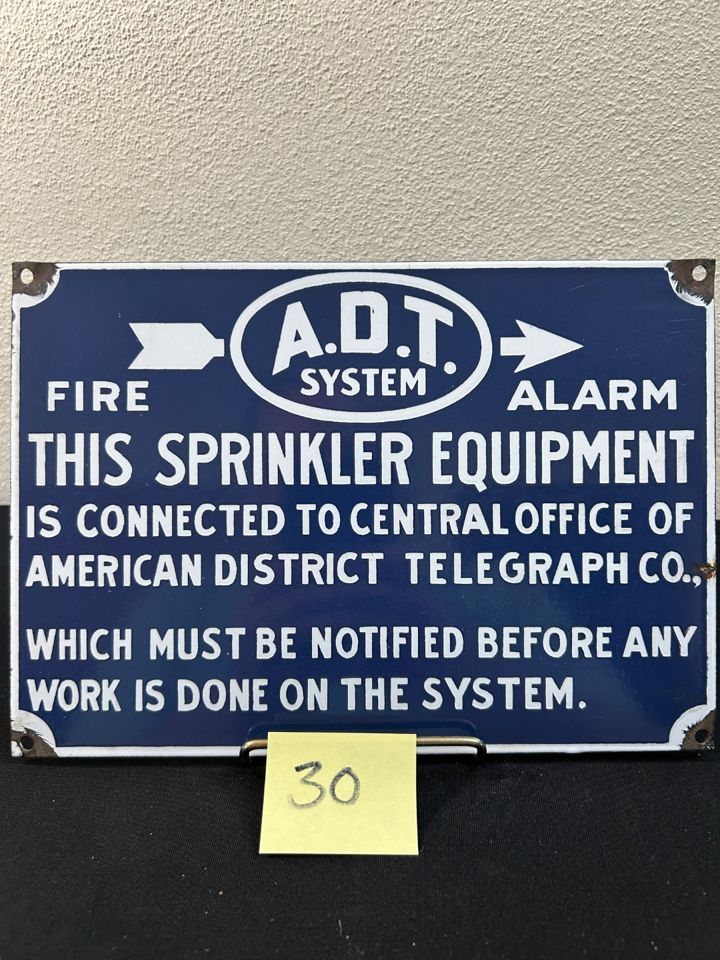 A.D.T.
SYSTEM
FIRE ALARM
THIS SPRINKLER EQUIPMENT
IS CONNECTED TO CENTRAL OFFICE OF
AMERICAN DISTRICT TELEGRAPH CO.,
WHICH MUST BE NOTIFIED BEFORE ANY
WORK IS DONE ON THE SYSTEM.
30